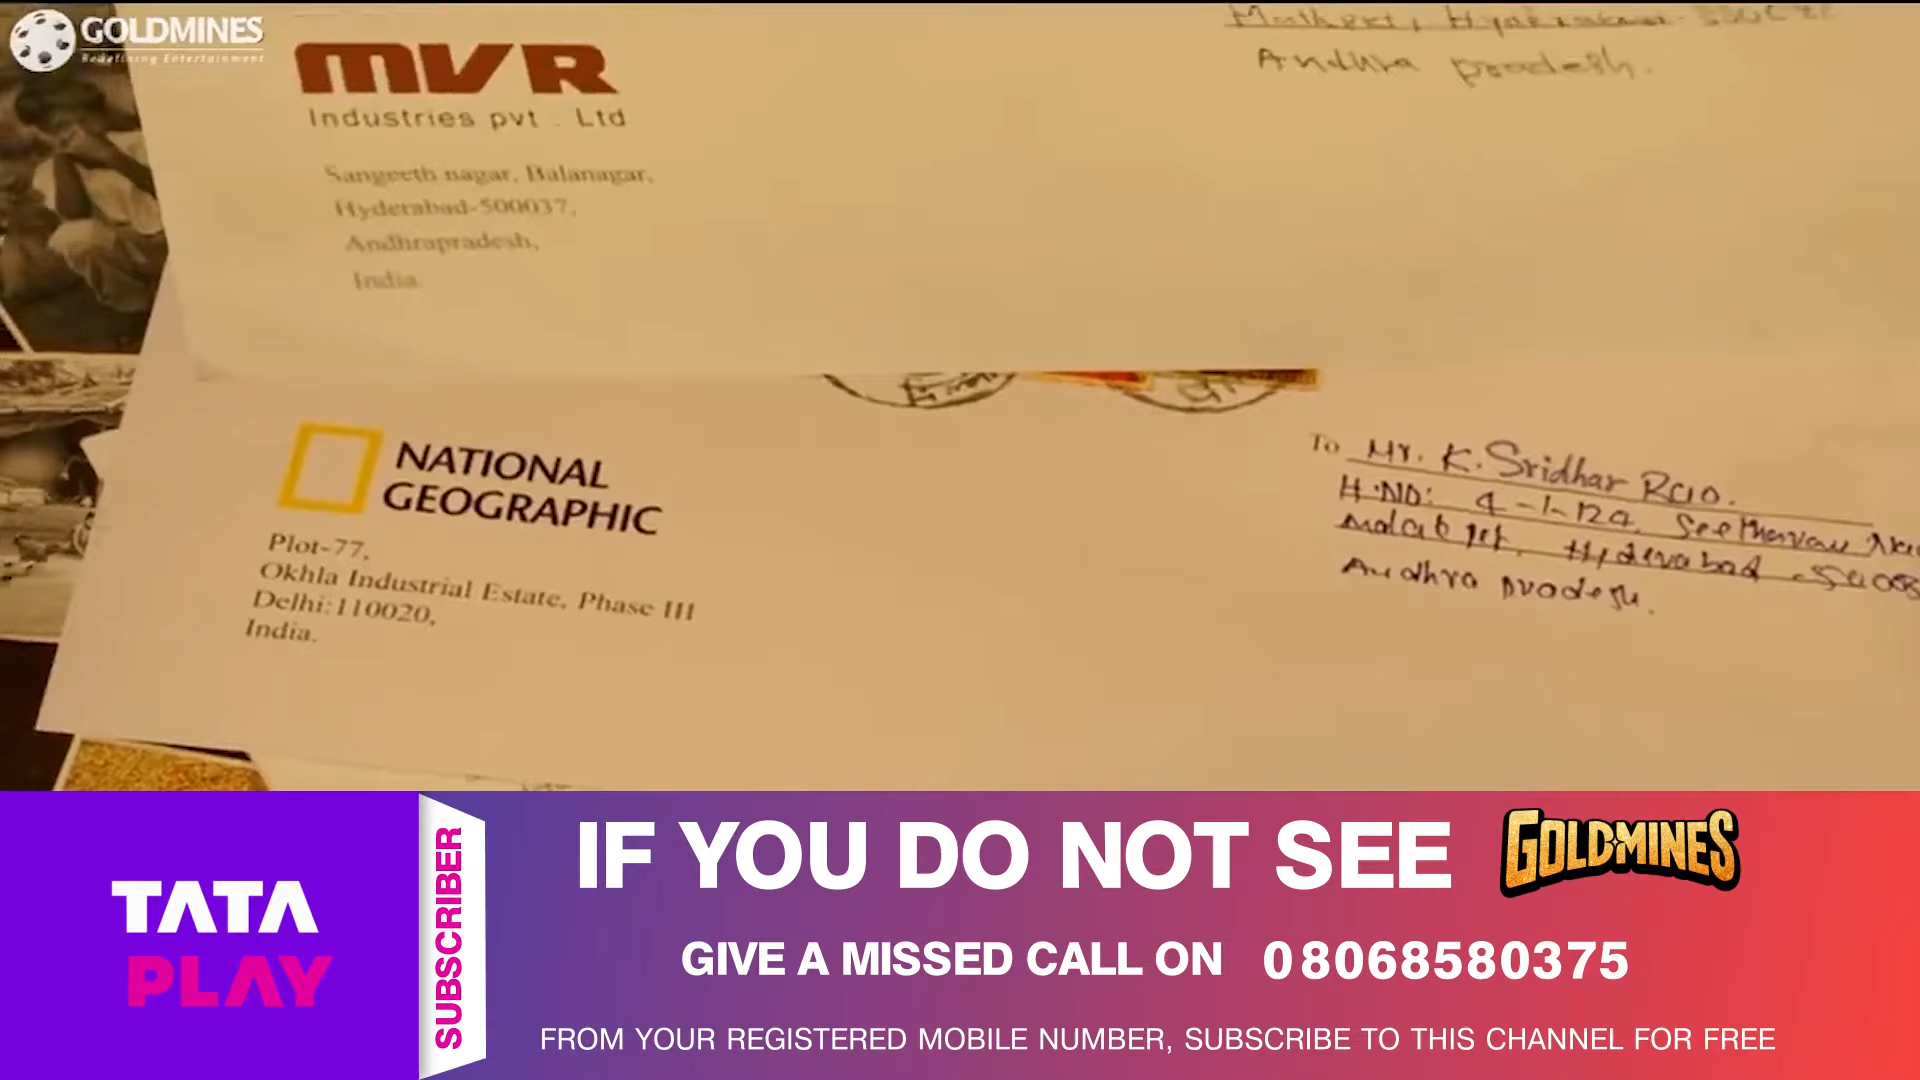 GOLDMINES
Redefining Entertainment
Andhra pradesh.
MVR
Industries pvt . Ltd
Sangeeth nagar, Balanagar,
Hyderabad-500037,
Andhrapradesh,
India.
NATIONAL
GEOGRAPHIC
Plot-77,
Okhla Industrial Estate, Phase III
Delhi:110020,
India.
To Mr. K. Sridhar Rao.
H.NO: 4-1-124,
Hyderabad
Andhra pradesh.
TATA
PLAY
SUBSCRIBER
IF YOU DO NOT SEE GOLDMINES
GIVE A MISSED CALL ON 08068580375
FROM YOUR REGISTERED MOBILE NUMBER, SUBSCRIBE TO THIS CHANNEL FOR FREE